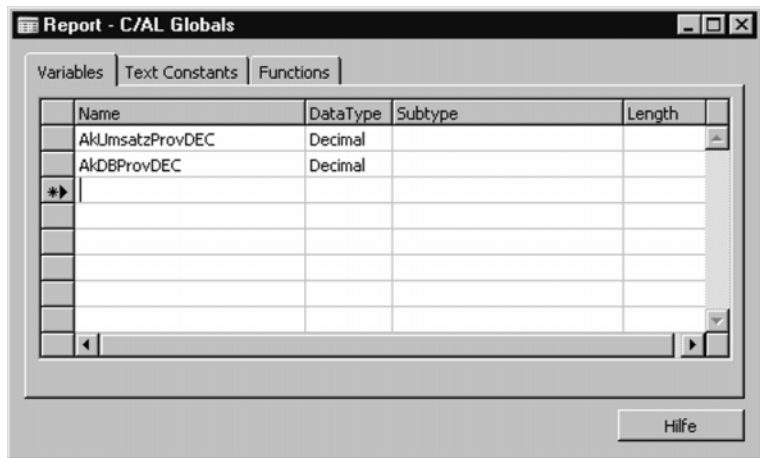 Report - C/AL Globals
Variables Text Constants Functions
Name DataType Subtype Length
AkUmsatzProvDEC Decimal
AkDBProvDEC Decimal
Hilfe